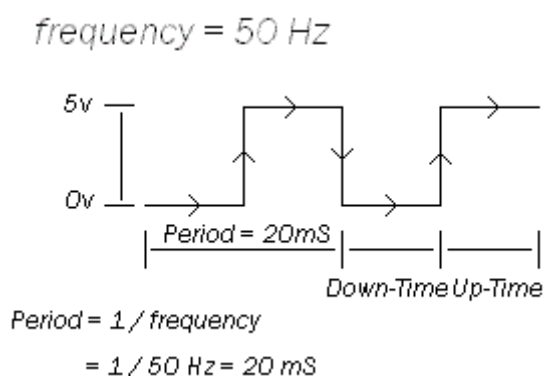 frequency = 50 Hz
5v
0v
Period = 20mS
Down-Time Up-Time
Period = 1 / frequency
= 1 / 50 Hz = 20 mS